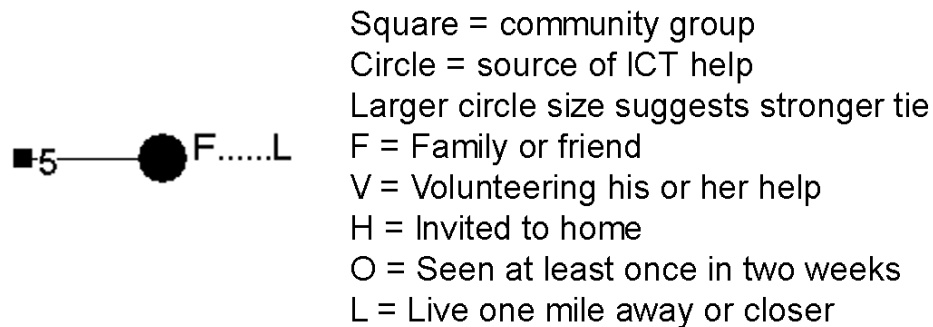 Square = community group
Circle = source of ICT help
Larger circle size suggests stronger tie
F = Family or friend
V = Volunteering his or her help
H = Invited to home
O = Seen at least once in two weeks
L = Live one mile away or closer
5
F......L